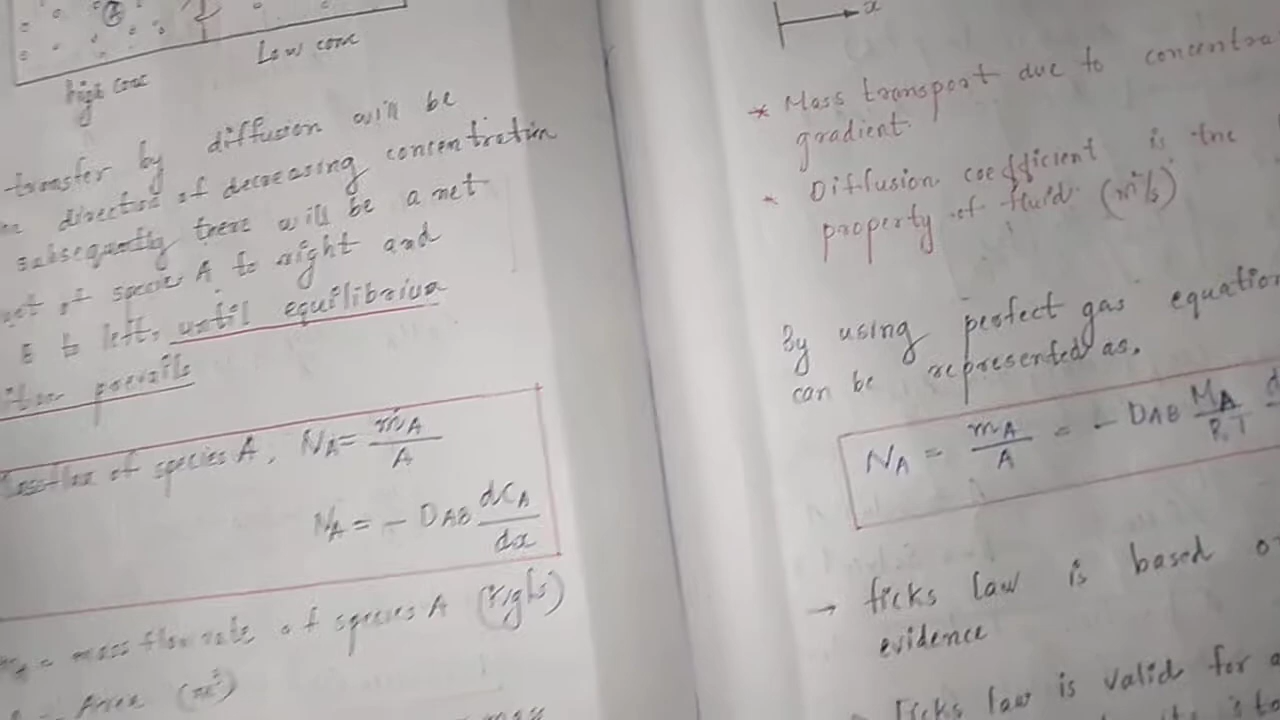 Low conc
high conc
transfer by diffusion will be
direction of decreasing concentration
subsequently there will be a net
of species A to right and
B to left, until equilibrium
prevails
of species A, NA = ṁA/A
NA = - DAB dCA/dx
= mass flow rate of species A (kg/s)
Area (m²)
x
* Mass transport due to concentra
gradient.
* Diffusion coefficient is the
property of fluid. (m²/s)
By using perfect gas equation
can be represented as,
NA = mA/A = - DAB MA/R.T d
→ ficks law is based o
evidence
ficks law is valid for a